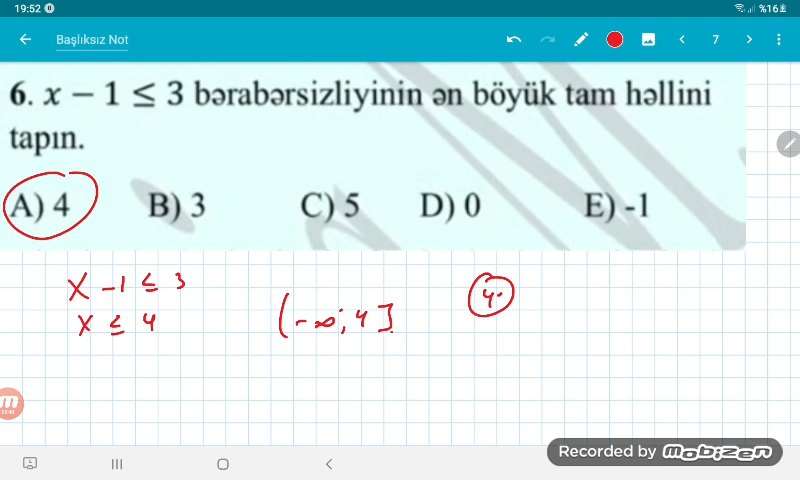 19:52
%16
Başlıksız Not
7
6. x − 1 ≤ 3 bərabərsizliyinin ən böyük tam həllini
tapın.
A) 4 B) 3 C) 5 D) 0 E) -1
x -1 ≤ 3
x ≤ 4
(-∞; 4]
4.
Recorded by mobizen